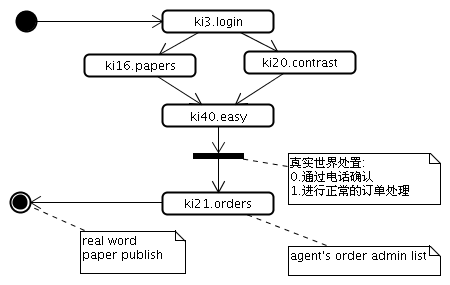 ki3.login
ki16.papers
ki20.contrast
ki40.easy
真实世界处置:
0.通过电话确认
1.进行正常的订单处理
ki21.orders
real word
paper publish
agent's order admin list